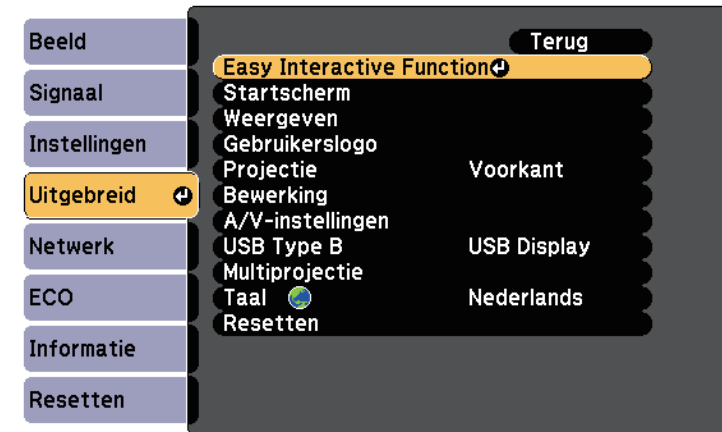 Beeld
Signaal
Instellingen
Uitgebreid
Netwerk
ECO
Informatie
Resetten
Terug
Easy Interactive Function
Startscherm
Weergeven
Gebruikerslogo
Projectie Voorkant
Bewerking
A/V-instellingen
USB Type B USB Display
Multiprojectie
Taal Nederlands
Resetten